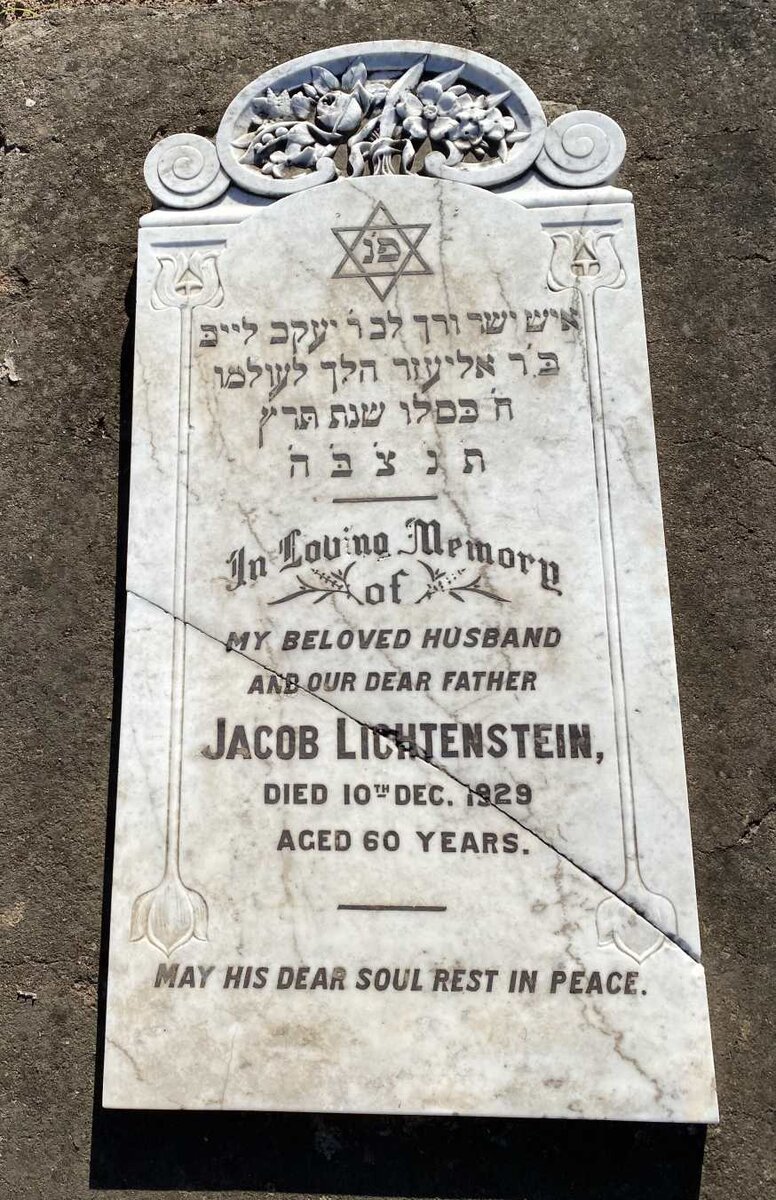 פ״נ
איש ישר ורך לב ר׳ יעקב לייב
ב״ר אליעזר הלך לעולמו
ח׳ כסלו שנת תר״ץ
ת׳ נ׳ צ׳ ב׳ ה׳
In Loving Memory
of
MY BELOVED HUSBAND
AND OUR DEAR FATHER
JACOB LICHTENSTEIN,
DIED 10TH DEC. 1929
AGED 60 YEARS.
MAY HIS DEAR SOUL REST IN PEACE.